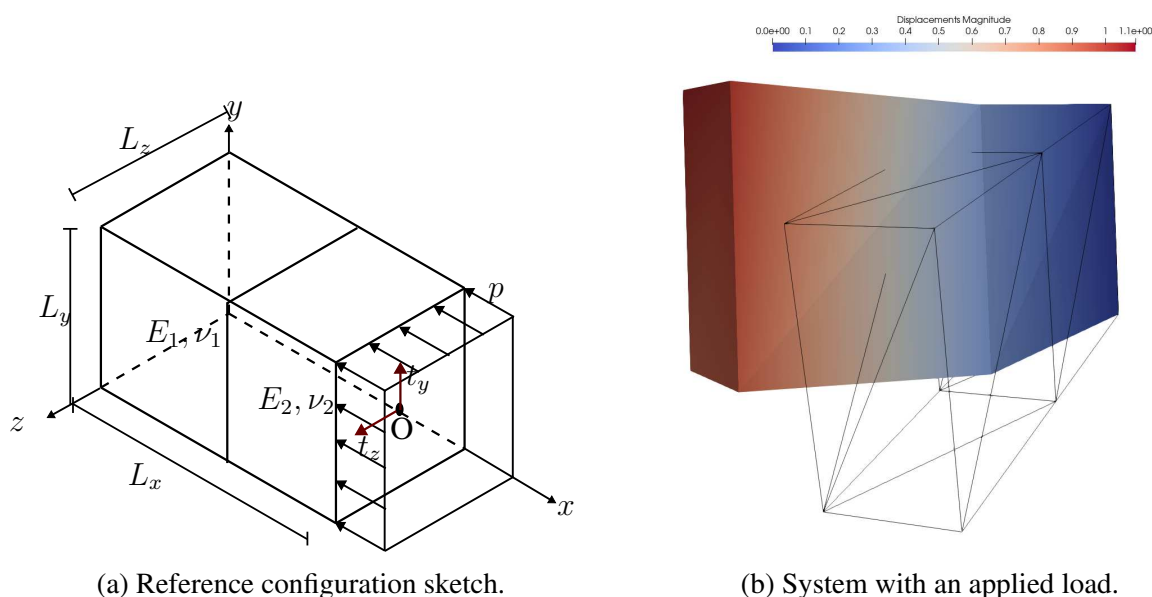 Displacements Magnitude
0.0e+00 0.1 0.2 0.3 0.4 0.5 0.6 0.7 0.8 0.9 1 1.1e+00
y
L_z
L_y
p
E_1, ν_1
t_y
E_2, ν_2
O
z
t_z
L_x
x
(a) Reference configuration sketch.
(b) System with an applied load.